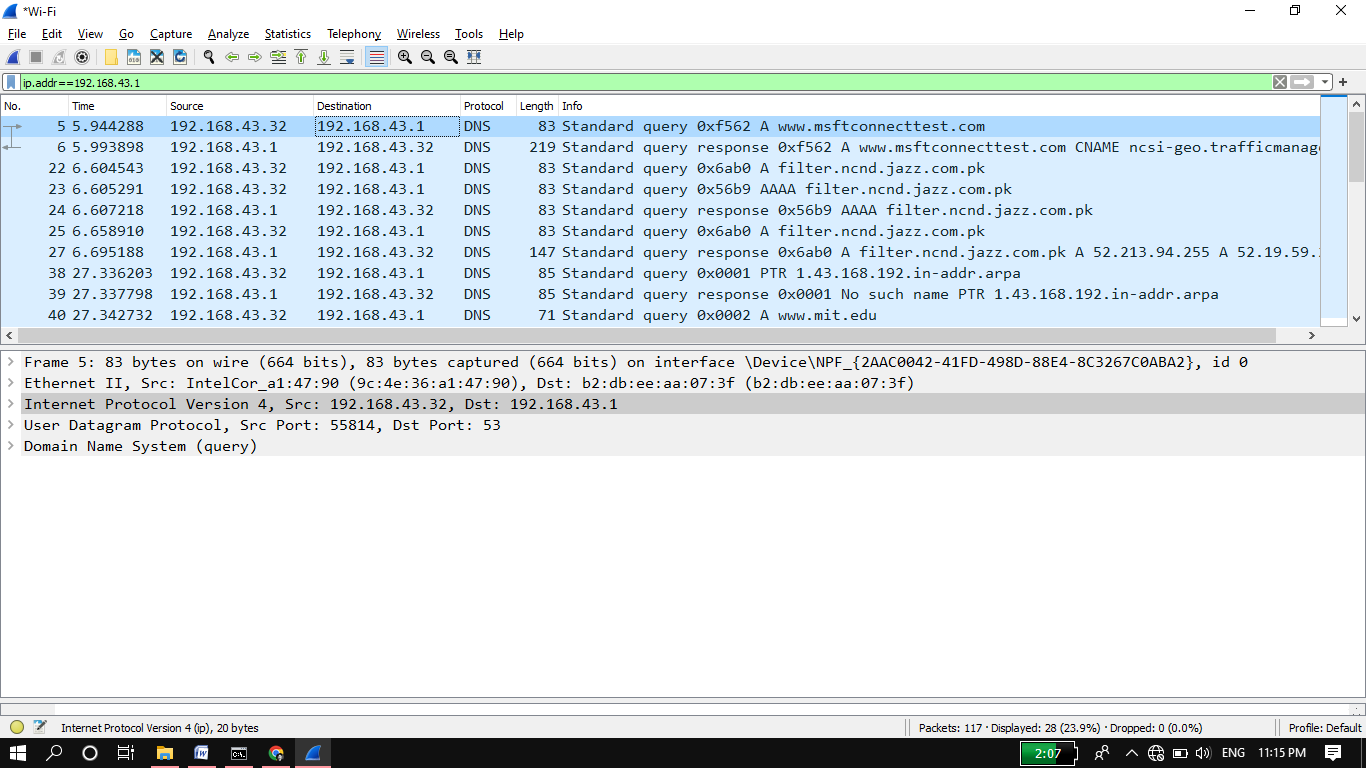 *Wi-Fi
File Edit View Go Capture Analyze Statistics Telephony Wireless Tools Help
ip.addr==192.168.43.1
No. Time Source Destination Protocol Length Info
5 5.944288 192.168.43.32 192.168.43.1 DNS 83 Standard query 0xf562 A www.msftconnecttest.com
6 5.993898 192.168.43.1 192.168.43.32 DNS 219 Standard query response 0xf562 A www.msftconnecttest.com CNAME ncsi-geo.trafficmanage
22 6.604543 192.168.43.32 192.168.43.1 DNS 83 Standard query 0x6ab0 A filter.ncnd.jazz.com.pk
23 6.605291 192.168.43.32 192.168.43.1 DNS 83 Standard query 0x56b9 AAAA filter.ncnd.jazz.com.pk
24 6.607218 192.168.43.1 192.168.43.32 DNS 83 Standard query response 0x56b9 AAAA filter.ncnd.jazz.com.pk
25 6.658910 192.168.43.32 192.168.43.1 DNS 83 Standard query 0x6ab0 A filter.ncnd.jazz.com.pk
27 6.695188 192.168.43.1 192.168.43.32 DNS 147 Standard query response 0x6ab0 A filter.ncnd.jazz.com.pk A 52.213.94.255 A 52.19.59.
38 27.336203 192.168.43.32 192.168.43.1 DNS 85 Standard query 0x0001 PTR 1.43.168.192.in-addr.arpa
39 27.337798 192.168.43.1 192.168.43.32 DNS 85 Standard query response 0x0001 No such name PTR 1.43.168.192.in-addr.arpa
40 27.342732 192.168.43.32 192.168.43.1 DNS 71 Standard query 0x0002 A www.mit.edu
Frame 5: 83 bytes on wire (664 bits), 83 bytes captured (664 bits) on interface \Device\NPF_{2AAC0042-41FD-498D-88E4-8C3267C0ABA2}, id 0
Ethernet II, Src: IntelCor_a1:47:90 (9c:4e:36:a1:47:90), Dst: b2:db:ee:aa:07:3f (b2:db:ee:aa:07:3f)
Internet Protocol Version 4, Src: 192.168.43.32, Dst: 192.168.43.1
User Datagram Protocol, Src Port: 55814, Dst Port: 53
Domain Name System (query)
Internet Protocol Version 4 (ip), 20 bytes Packets: 117 · Displayed: 28 (23.9%) · Dropped: 0 (0.0%) Profile: Default
2:07 ENG 11:15 PM